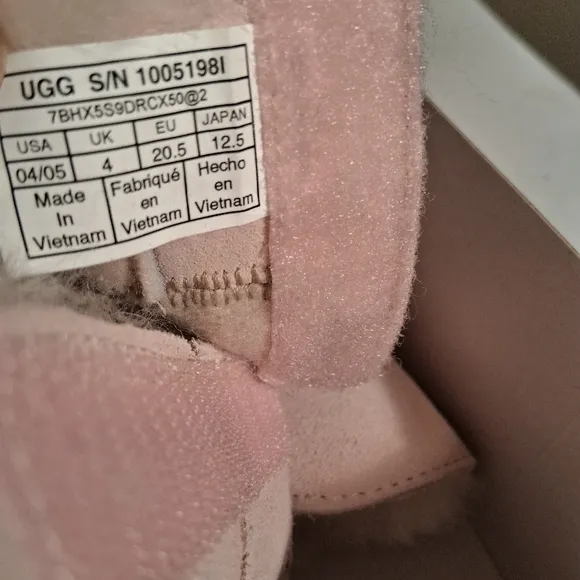 UGG S/N 1005198I
7BHX5S9DRCX50@2
USA UK EU JAPAN
04/05 4 20.5 12.5
Made In Vietnam
Fabriqué en Vietnam
Hecho en Vietnam